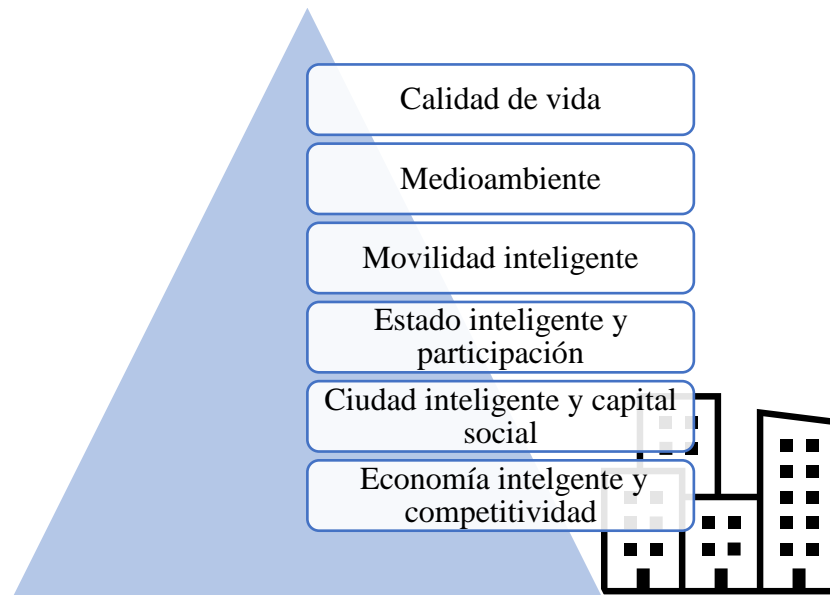 Calidad de vida
Medioambiente
Movilidad inteligente
Estado inteligente y
participación
Ciudad inteligente y capital
social
Economía intelgente y
competitividad